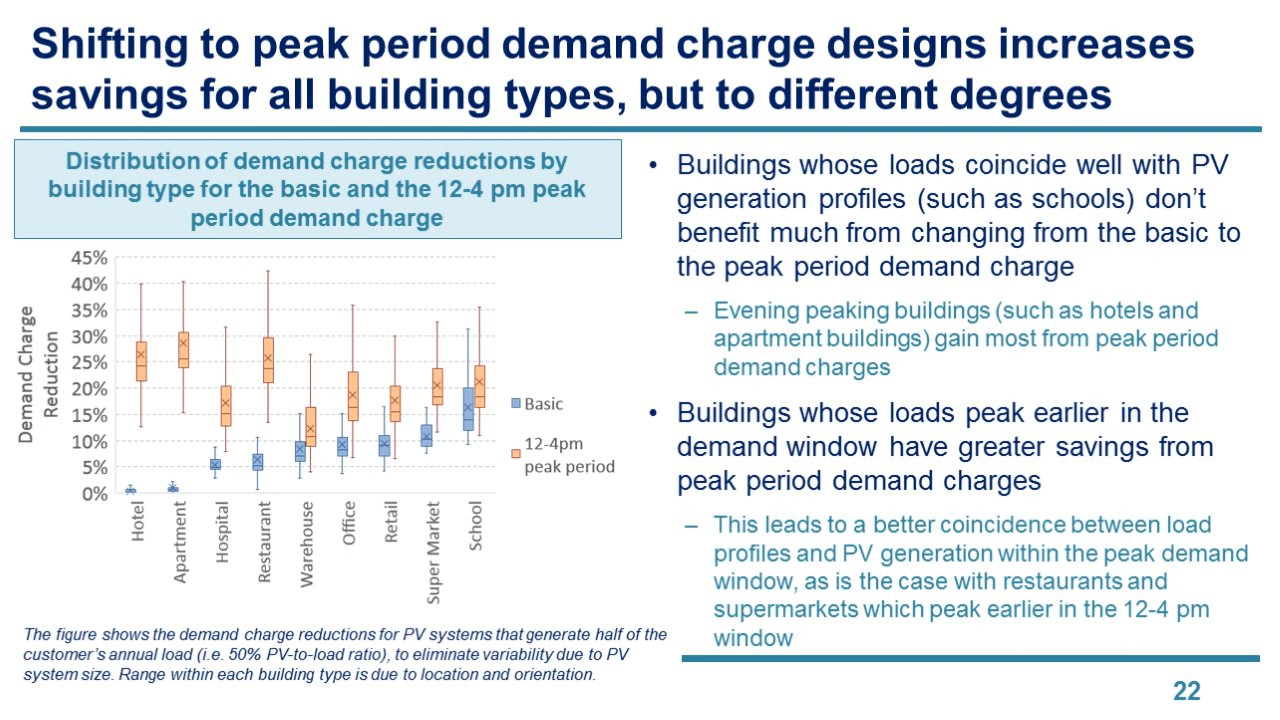 Shifting to peak period demand charge designs increases
savings for all building types, but to different degrees
Distribution of demand charge reductions by
building type for the basic and the 12-4 pm peak
period demand charge
Demand Charge
Reduction
45%
40%
35%
30%
25%
20%
15%
10%
5%
0%
Hotel
Apartment
Hospital
Restaurant
Warehouse
Office
Retail
Super Market
School
Basic
12-4pm
peak period
The figure shows the demand charge reductions for PV systems that generate half of the
customer's annual load (i.e. 50% PV-to-load ratio), to eliminate variability due to PV
system size. Range within each building type is due to location and orientation.
• Buildings whose loads coincide well with PV
generation profiles (such as schools) don't
benefit much from changing from the basic to
the peak period demand charge
– Evening peaking buildings (such as hotels and
apartment buildings) gain most from peak period
demand charges
• Buildings whose loads peak earlier in the
demand window have greater savings from
peak period demand charges
– This leads to a better coincidence between load
profiles and PV generation within the peak demand
window, as is the case with restaurants and
supermarkets which peak earlier in the 12-4 pm
window
22